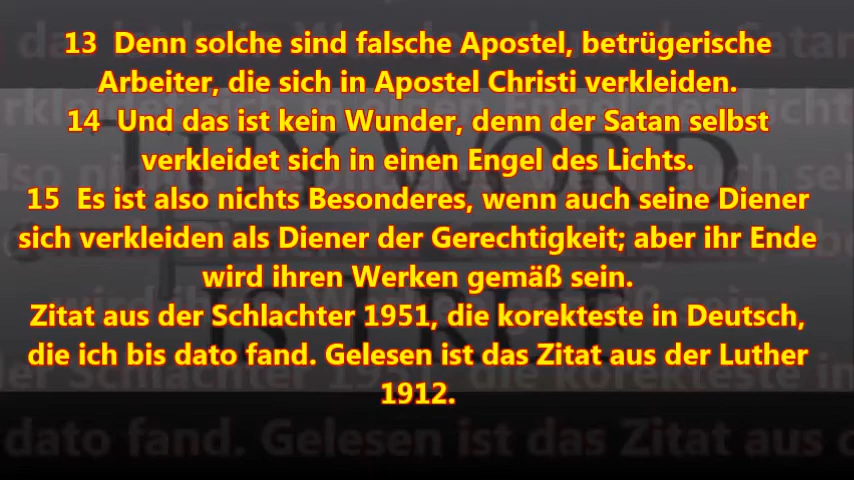 13 Denn solche sind falsche Apostel, betrügerische
Arbeiter, die sich in Apostel Christi verkleiden.
14 Und das ist kein Wunder, denn der Satan selbst
verkleidet sich in einen Engel des Lichts.
15 Es ist also nichts Besonderes, wenn auch seine Diener
sich verkleiden als Diener der Gerechtigkeit; aber ihr Ende
wird ihren Werken gemäß sein.
Zitat aus der Schlachter 1951, die korekteste in Deutsch,
die ich bis dato fand. Gelesen ist das Zitat aus der Luther
1912.